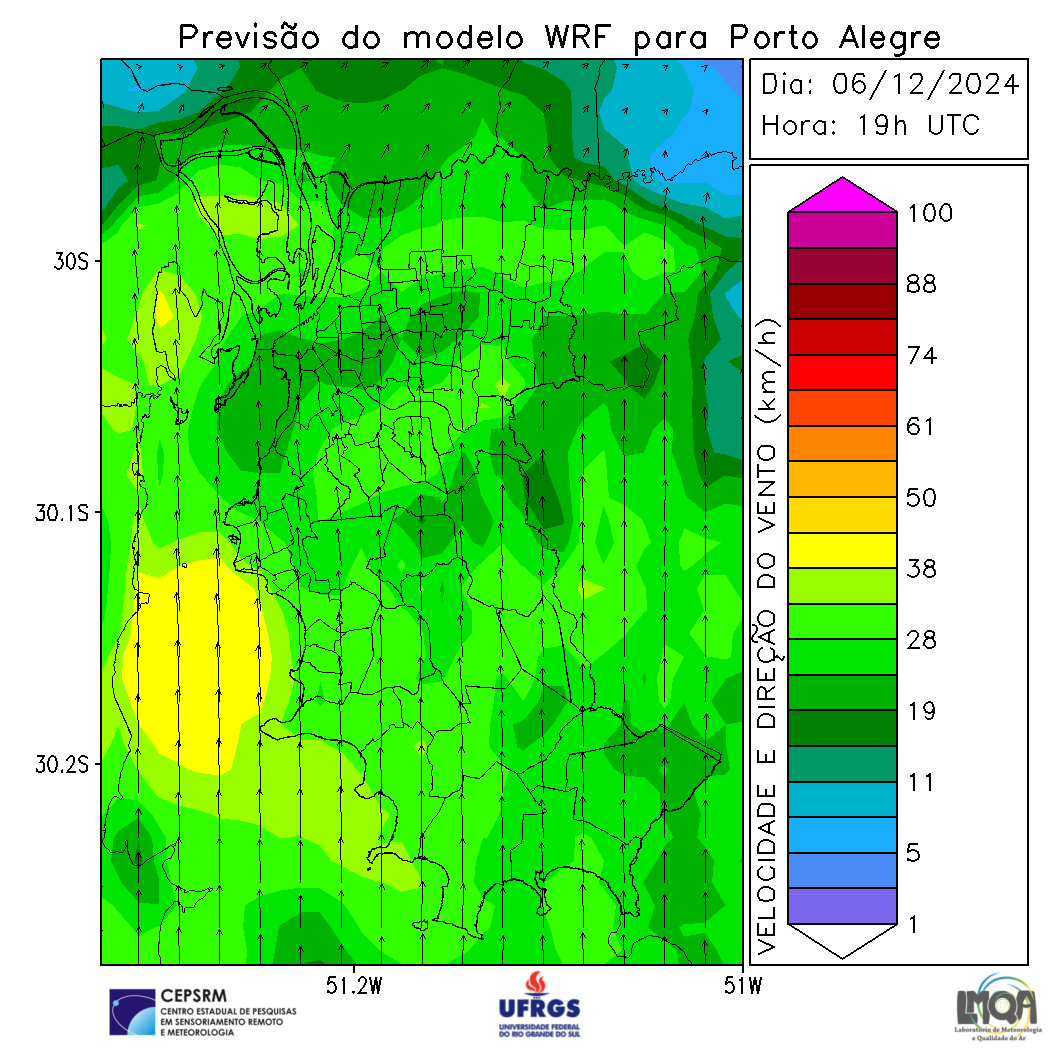 Previsão do modelo WRF para Porto Alegre
Dia: 06/12/2024
Hora: 19h UTC
30S
30.1S
30.2S
51.2W
51W
VELOCIDADE E DIREÇÃO DO VENTO (km/h)
100
88
74
61
50
38
28
19
11
5
1
CEPSRM
CENTRO ESTADUAL DE PESQUISAS
EM SENSORIAMENTO REMOTO
E METEOROLOGIA
UFRGS
UNIVERSIDADE FEDERAL
DO RIO GRANDE DO SUL
LMQA
Laboratório de Meteorologia
e Qualidade do Ar